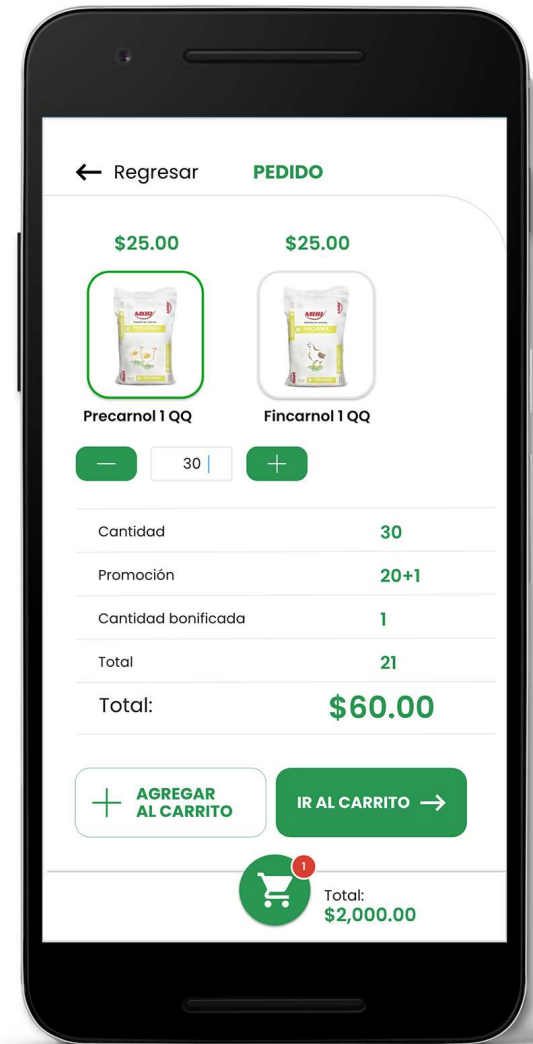 ← Regresar PEDIDO
$25.00 $25.00
Precarnol 1 QQ Fincarnol 1 QQ
— 30 +
Cantidad 30
Promoción 20+1
Cantidad bonificada 1
Total 21
Total: $60.00
+ AGREGAR
AL CARRITO
IR AL CARRITO →
1
Total:
$2,000.00